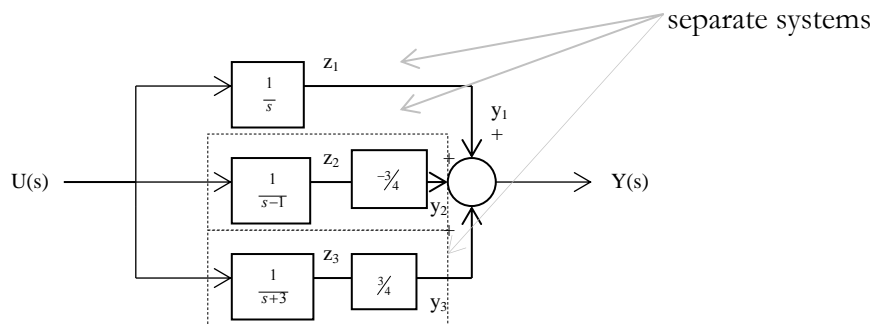 separate systems
z1
1
s
y1
+
U(s)
1
s−1
z2
−3/4
+
y2
Y(s)
+
1
s+3
z3
3/4
y3